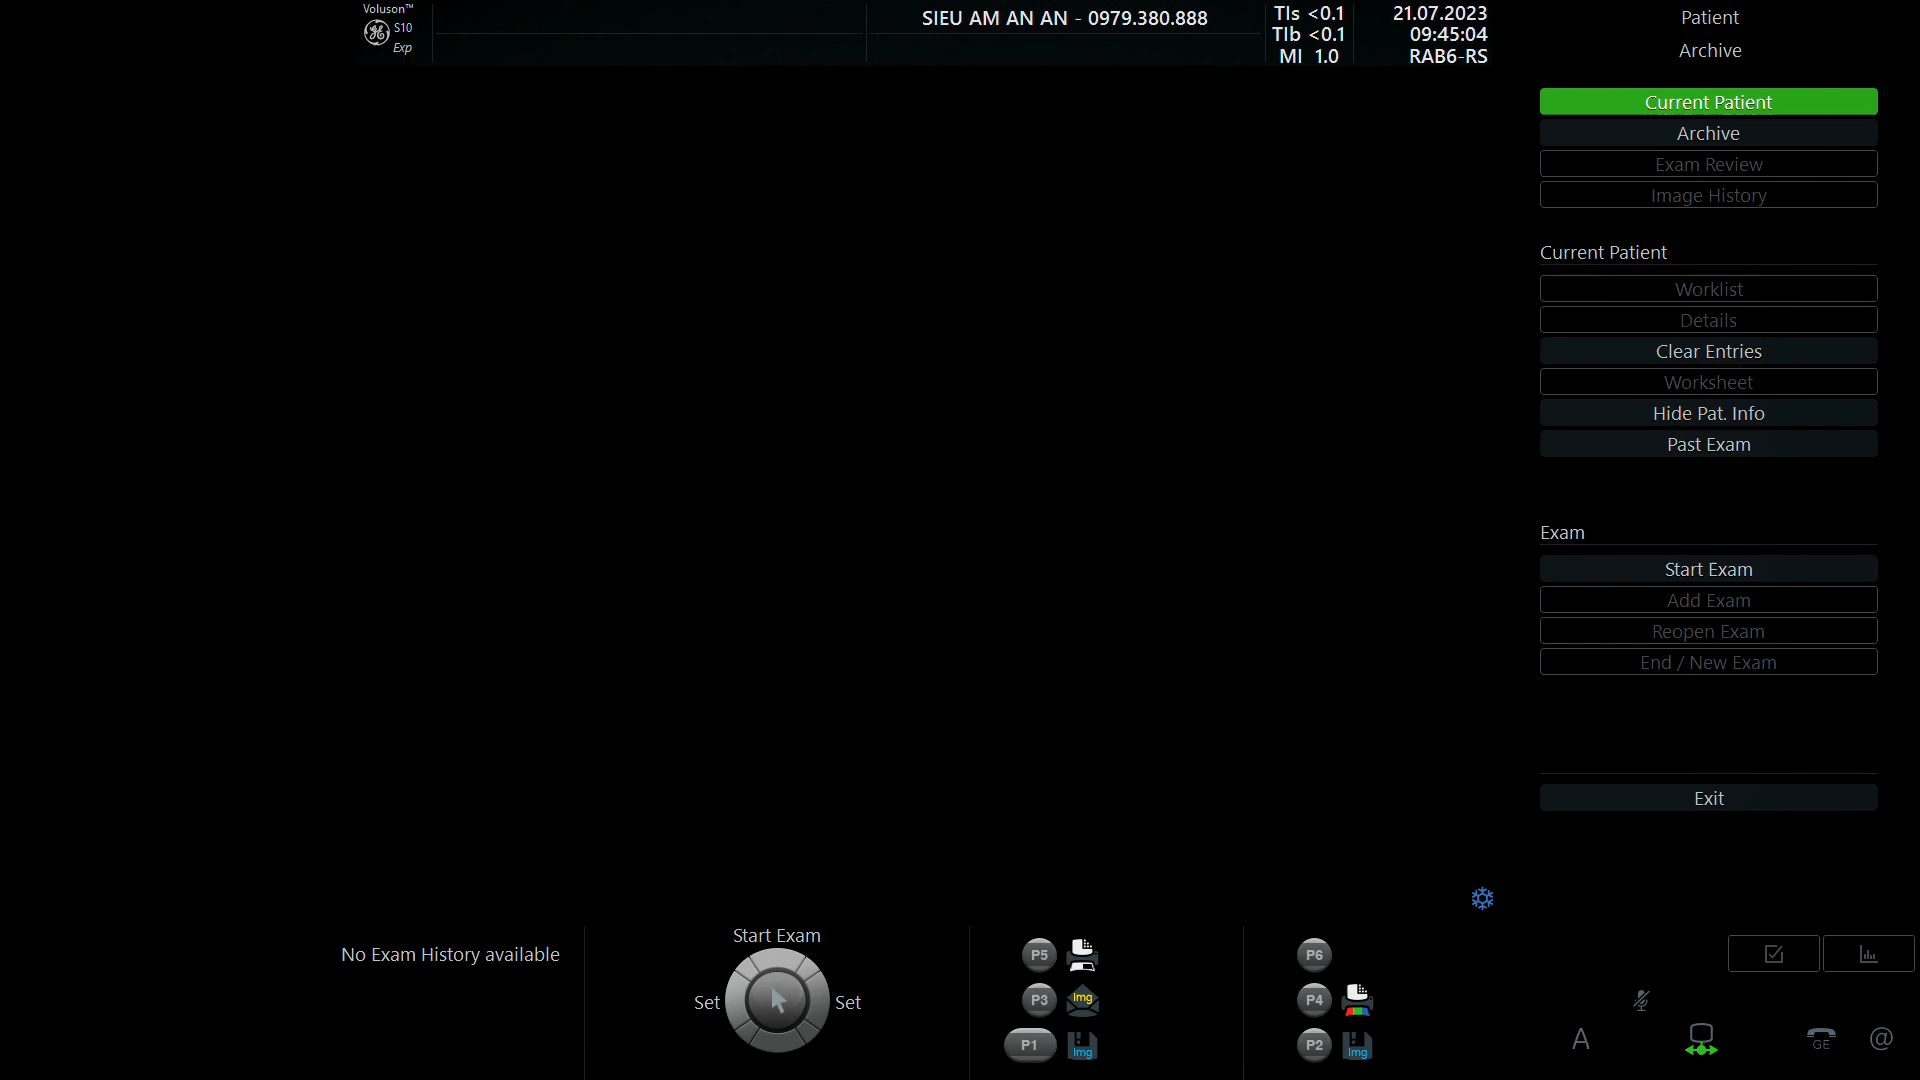 Voluson™
S10
Exp
SIEU AM AN AN - 0979.380.888
TIs <0.1
TIb <0.1
MI 1.0
21.07.2023
09:45:04
RAB6-RS
Patient
Archive
Current Patient
Archive
Exam Review
Image History
Current Patient
Worklist
Details
Clear Entries
Worksheet
Hide Pat. Info
Past Exam
Exam
Start Exam
Add Exam
Reopen Exam
End / New Exam
Exit
No Exam History available
Start Exam
Set
Set
P5
P3
Img
P1
Img
P6
P4
P2
Img
A
GE
@